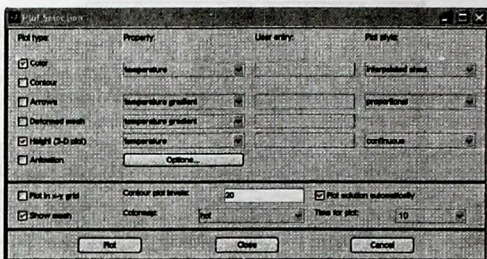 Plot Selection
Plot type: Property: User entry: Plot style:
Color temperature interpolated shad.
Contour
Arrows temperature gradient proportional
Deformed mesh temperature gradient
Height (3-D plot) temperature continuous
Animation Options...
Plot in x-y grid Contour plot levels: 20 Plot solution automatically
Show mesh Colormap: hot Time for plot: 10
Plot Close Cancel